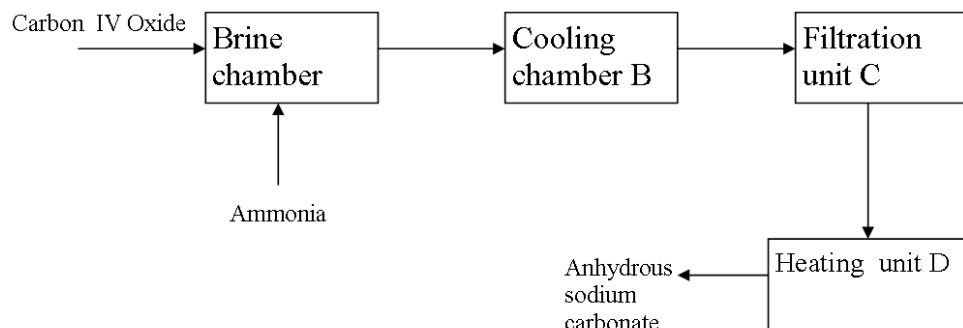 Carbon IV Oxide
Brine
chamber
Cooling
chamber B
Filtration
unit C
Ammonia
Heating unit D
Anhydrous
sodium
carbonate